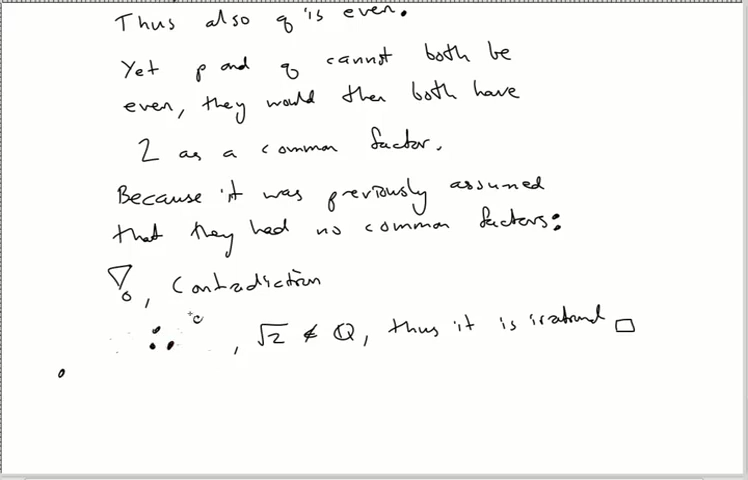 Thus also q is even.
Yet p and q cannot both be
even, they would then both have
2 as a common factor.
Because it was previously assumed
that they had no common factors:
, Contradiction
∴ , √2 ∉ ℚ, thus it is irational □